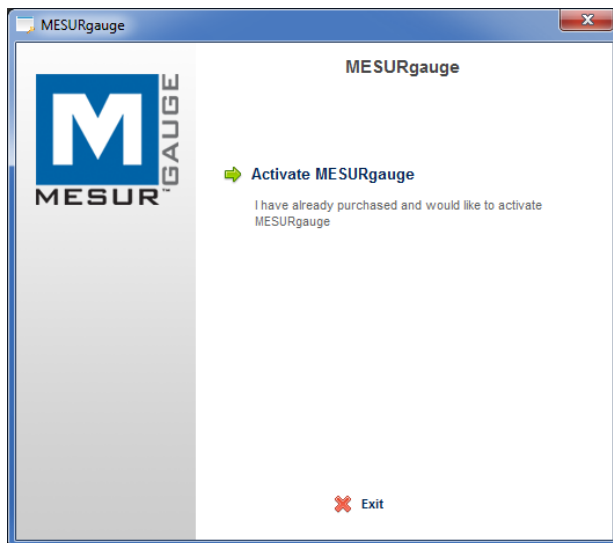 MESURgauge
M
GAUGE
MESUR™
MESURgauge
Activate MESURgauge
I have already purchased and would like to activate
MESURgauge
Exit